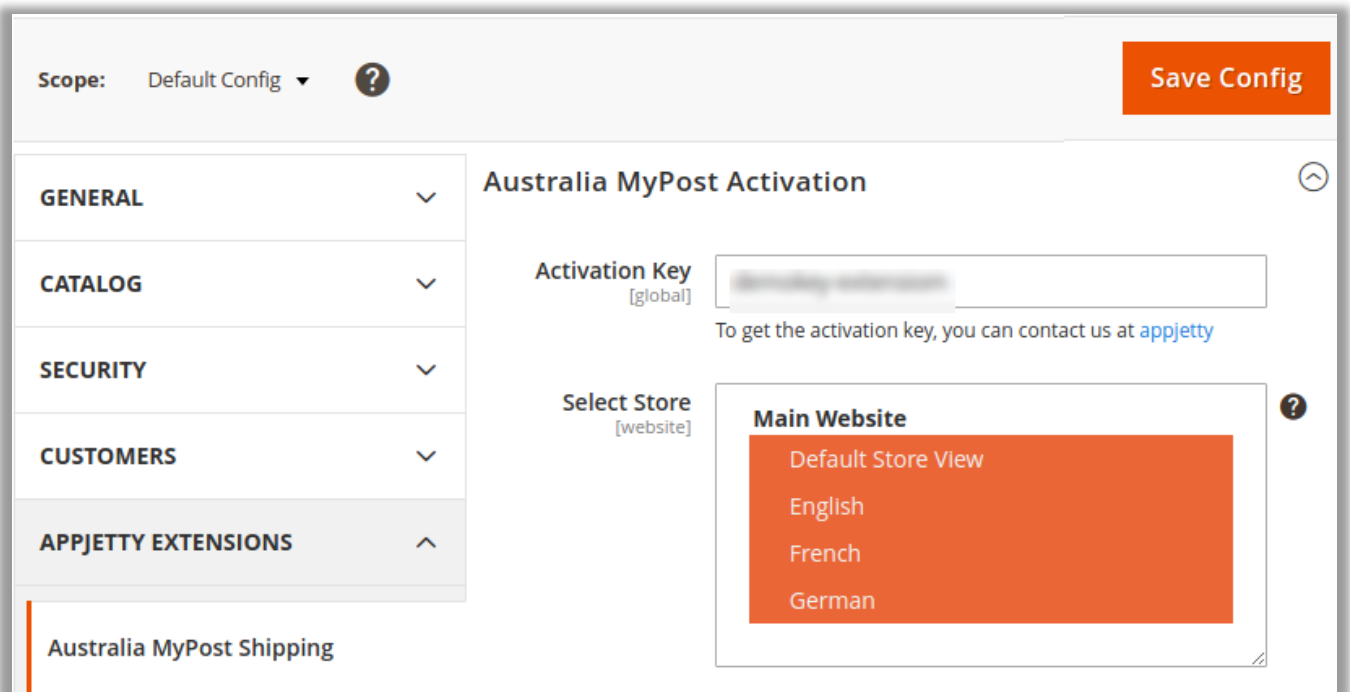 Scope: Default Config ?
Save Config
GENERAL
CATALOG
SECURITY
CUSTOMERS
APPJETTY EXTENSIONS
Australia MyPost Shipping
Australia MyPost Activation
Activation Key
[global]
To get the activation key, you can contact us at appjetty
Select Store
[website]
?
Main Website
Default Store View
English
French
German